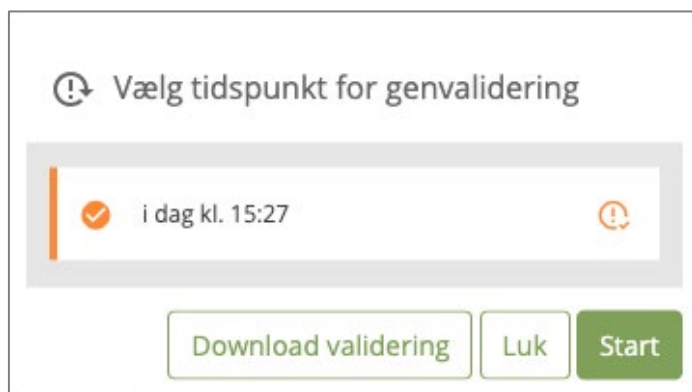 Vælg tidspunkt for genvalidering
i dag kl. 15:27
Download validering Luk Start